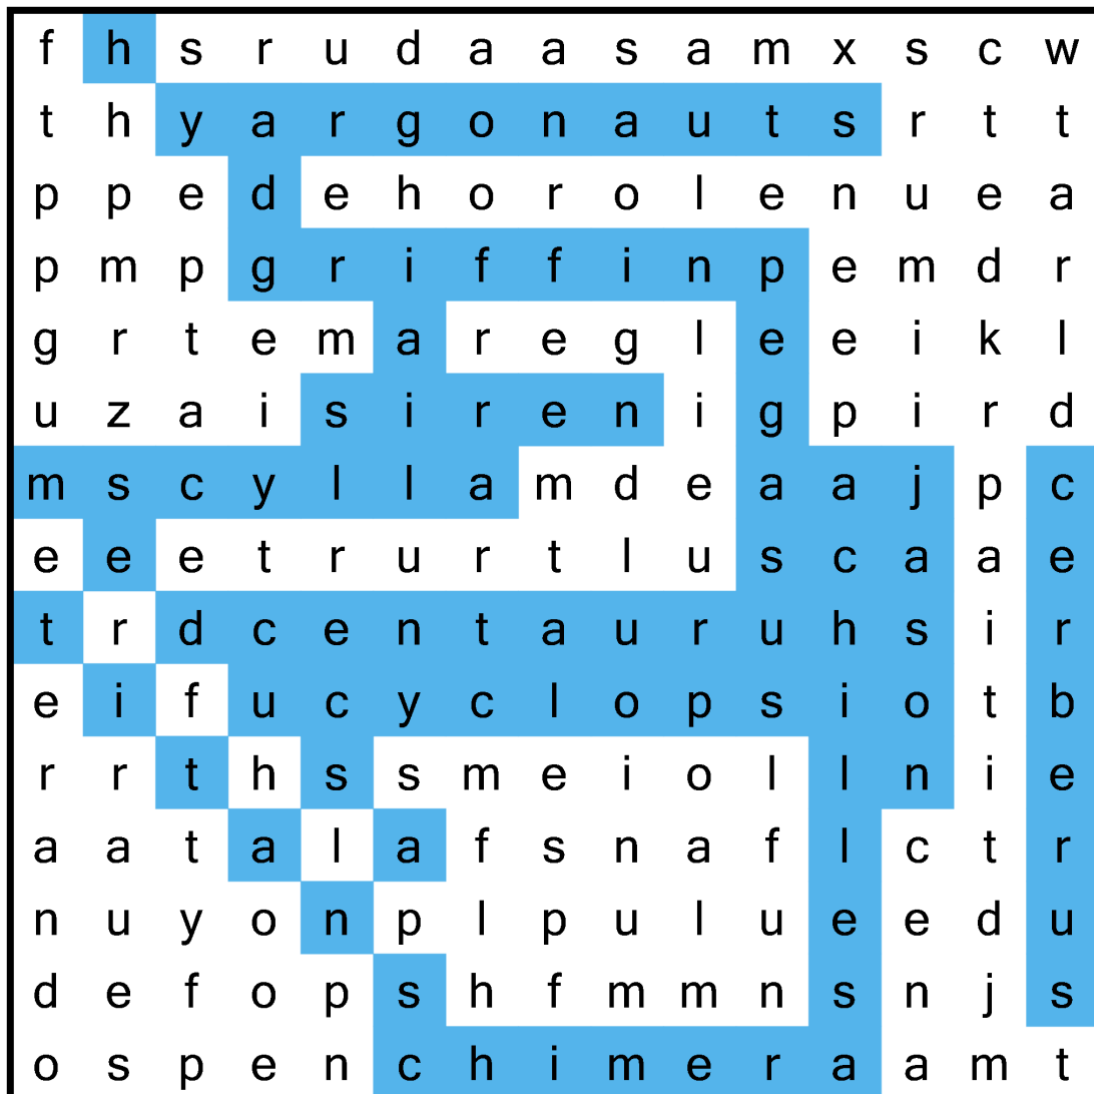 f h s r u d a a s a m x s c w
t h y a r g o n a u t s r t t
p p e d e h o r o l e n u e a
p m p g r i f f i n p e m d r
g r t e m a r e g l e e i k l
u z a i s i r e n i g p i r d
m s c y l l a m d e a a j p c
e e e t r u r t l u s c a a e
t r d c e n t a u r u h s i r
e i f u c y c l o p s i o t b
r r t h s s m e i o l l n i e
a a t a l a f s n a f l c t r
n u y o n p l p u l u e e d u
d e f o p s h f m m n s n j s
o s p e n c h i m e r a a m t